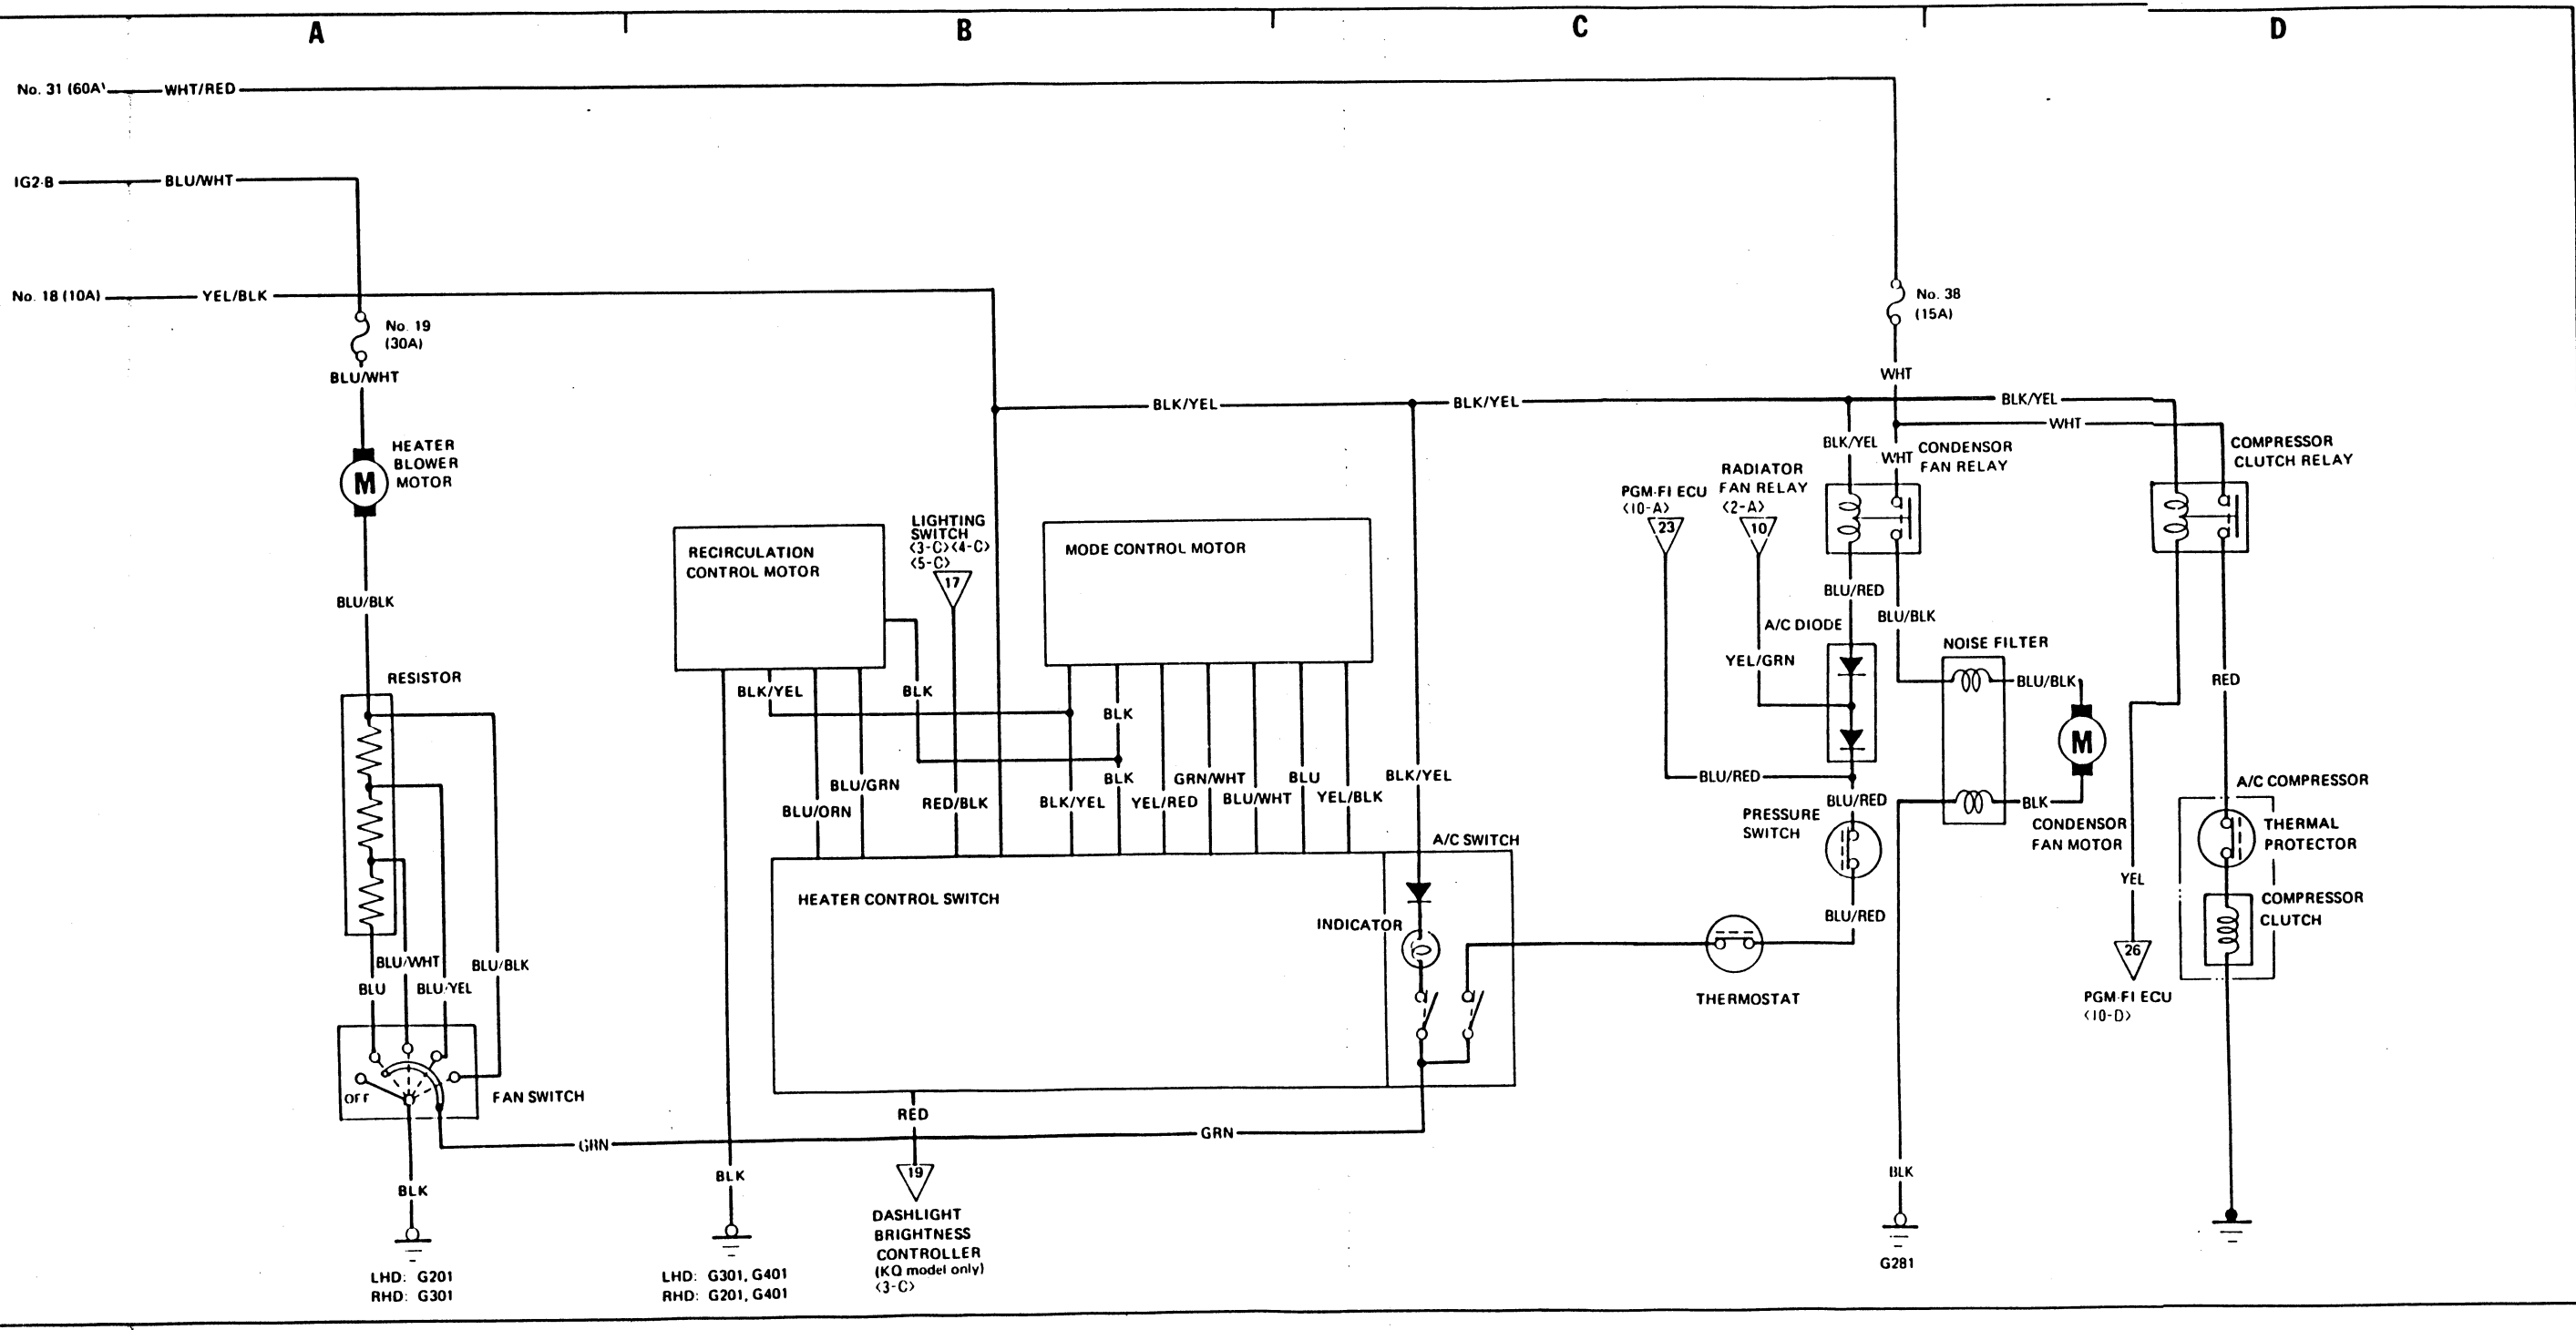 A
B
C
D
No. 31 (60A)
WHT/RED
IG2-B
BLU/WHT
No. 18 (10A)
YEL/BLK
No. 19
(30A)
BLU/WHT
HEATER
BLOWER
MOTOR
M
BLU/BLK
RESISTOR
BLU/WHT
BLU/BLK
BLU
BLU/YEL
OFF
FAN SWITCH
BLK
LHD: G201
RHD: G301
GRN
GRN
RECIRCULATION
CONTROL MOTOR
LIGHTING
SWITCH
<3-C><4-C>
<5-C>
17
MODE CONTROL MOTOR
BLK/YEL
BLK
BLK
BLK
BLU/GRN
BLU/ORN
RED/BLK
BLK/YEL
YEL/RED
GRN/WHT
BLU/WHT
BLU
YEL/BLK
BLK/YEL
BLK/YEL
BLK/YEL
A/C SWITCH
HEATER CONTROL SWITCH
INDICATOR
RED
19
DASHLIGHT
BRIGHTNESS
CONTROLLER
(KQ model only)
<3-C>
BLK
LHD: G301, G401
RHD: G201, G401
No. 38
(15A)
WHT
BLK/YEL
WHT
BLK/YEL
WHT
CONDENSOR
FAN RELAY
COMPRESSOR
CLUTCH RELAY
RADIATOR
FAN RELAY
<2-A>
10
PGM-FI ECU
<10-A>
23
BLU/RED
BLU/BLK
A/C DIODE
YEL/GRN
NOISE FILTER
BLU/BLK
M
BLU/RED
BLU/RED
PRESSURE
SWITCH
BLK
CONDENSOR
FAN MOTOR
BLU/RED
THERMOSTAT
RED
A/C COMPRESSOR
THERMAL
PROTECTOR
COMPRESSOR
CLUTCH
YEL
26
PGM-FI ECU
<10-D>
BLK
G281